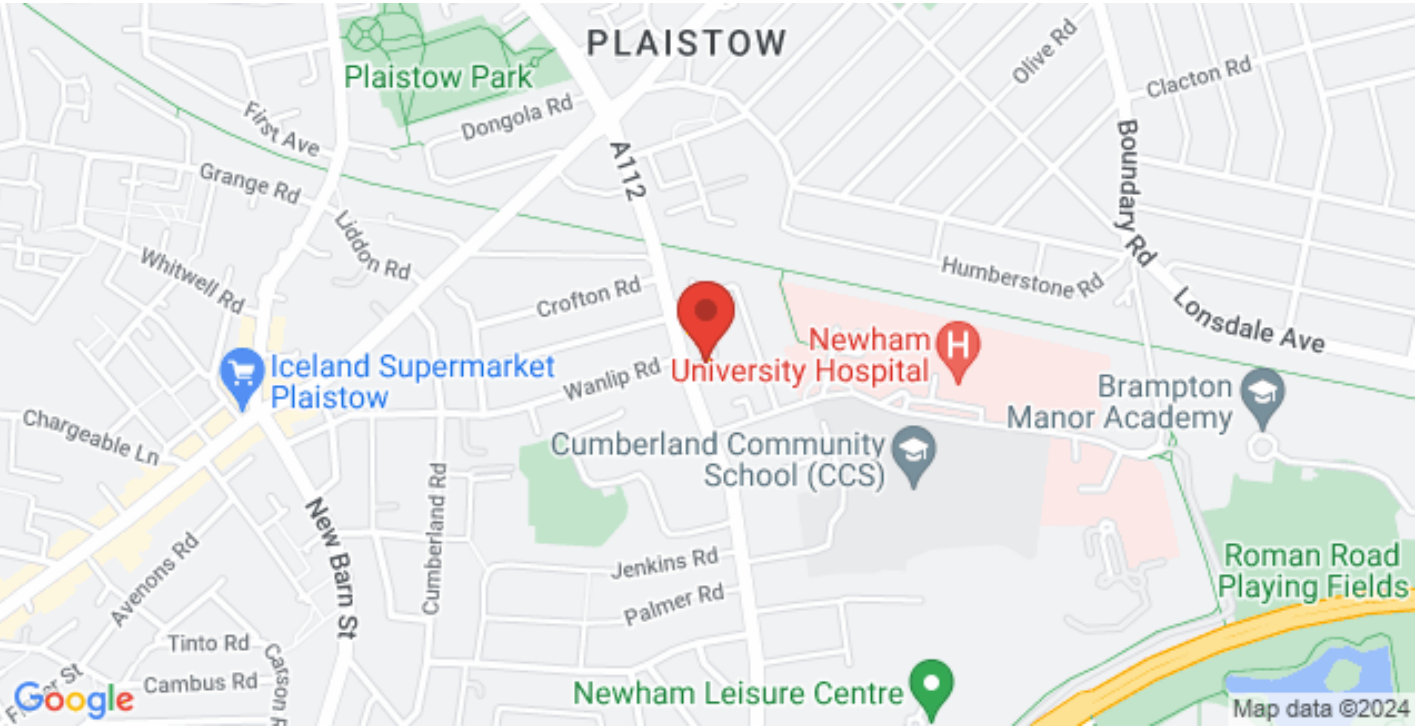 PLAISTOW
Plaistow Park
Olive Rd
Clacton Rd
Dongola Rd
First Ave
A112
Boundary Rd
Grange Rd
Liddon Rd
Whitwell Rd
Humberstone Rd
Crofton Rd
Lonsdale Ave
Newham
University Hospital
H
Iceland Supermarket
Plaistow
Wanlip Rd
Brampton
Manor Academy
Chargeable Ln
Cumberland Community
School (CCS)
Cumberland Rd
New Barn St
Avenons Rd
Jenkins Rd
Roman Road
Playing Fields
Palmer Rd
Tinto Rd
Cambus Rd
Carson R
Newham Leisure Centre
Google
Map data ©2024